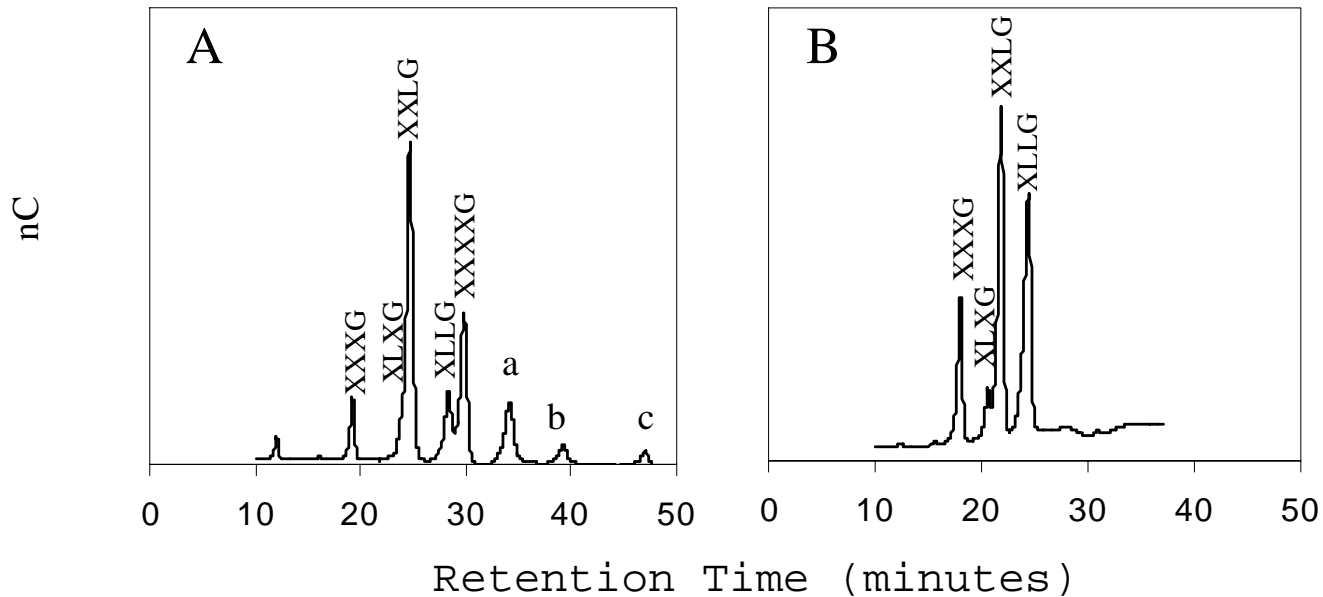 A
XXXG
XLXG
XXLG
XLLG
XXXXG
a
b
c
B
XXXG
XLXG
XXLG
XLLG
nC
0 10 20 30 40 50
0 10 20 30 40 50
Retention Time (minutes)